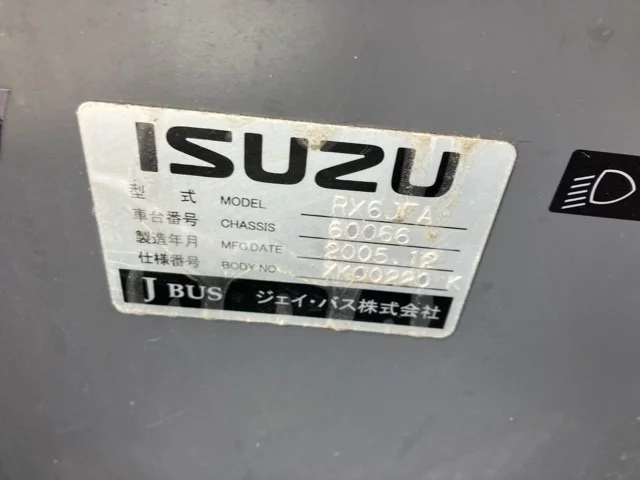 ISUZU
型 式 MODEL RX6JFA
車台番号 CHASSIS 60066
製造年月 MFG.DATE 2005.12
仕様番号 BODY NO
J BUS ジェイ・バス株式会社